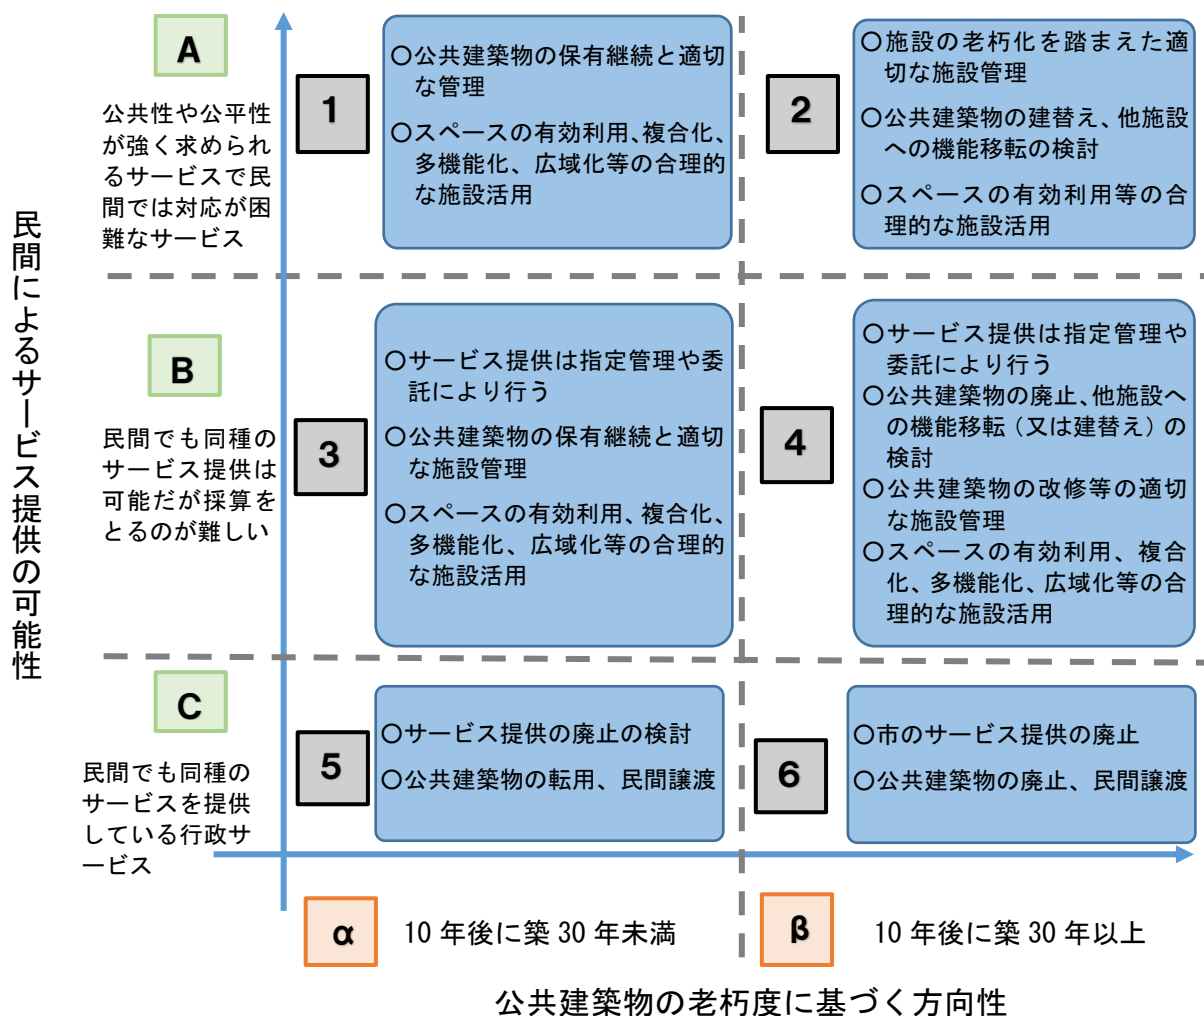 民間によるサービス提供の可能性
A
公共性や公平性
が強く求められ
るサービスで民
間では対応が困
難なサービス
1
○公共建築物の保有継続と適切
な管理
○スペースの有効利用、複合化、
多機能化、広域化等の合理的
な施設活用
2
○施設の老朽化を踏まえた適
切な施設管理
○公共建築物の建替え、他施設
への機能移転の検討
○スペースの有効利用等の合
理的な施設活用
B
民間でも同種の
サービス提供は
可能だが採算を
とるのが難しい
3
○サービス提供は指定管理や委
託により行う
○公共建築物の保有継続と適切
な施設管理
○スペースの有効利用、複合化、
多機能化、広域化等の合理的
な施設活用
4
○サービス提供は指定管理や
委託により行う
○公共建築物の廃止、他施設へ
の機能移転（又は建替え）の
検討
○公共建築物の改修等の適切
な施設管理
○スペースの有効利用、複合
化、多機能化、広域化等の合
理的な施設活用
C
民間でも同種の
サービスを提供
している行政サ
ービス
5
○サービス提供の廃止の検討
○公共建築物の転用、民間譲渡
6
○市のサービス提供の廃止
○公共建築物の廃止、民間譲渡
α
10 年後に築 30 年未満
β
10 年後に築 30 年以上
公共建築物の老朽度に基づく方向性